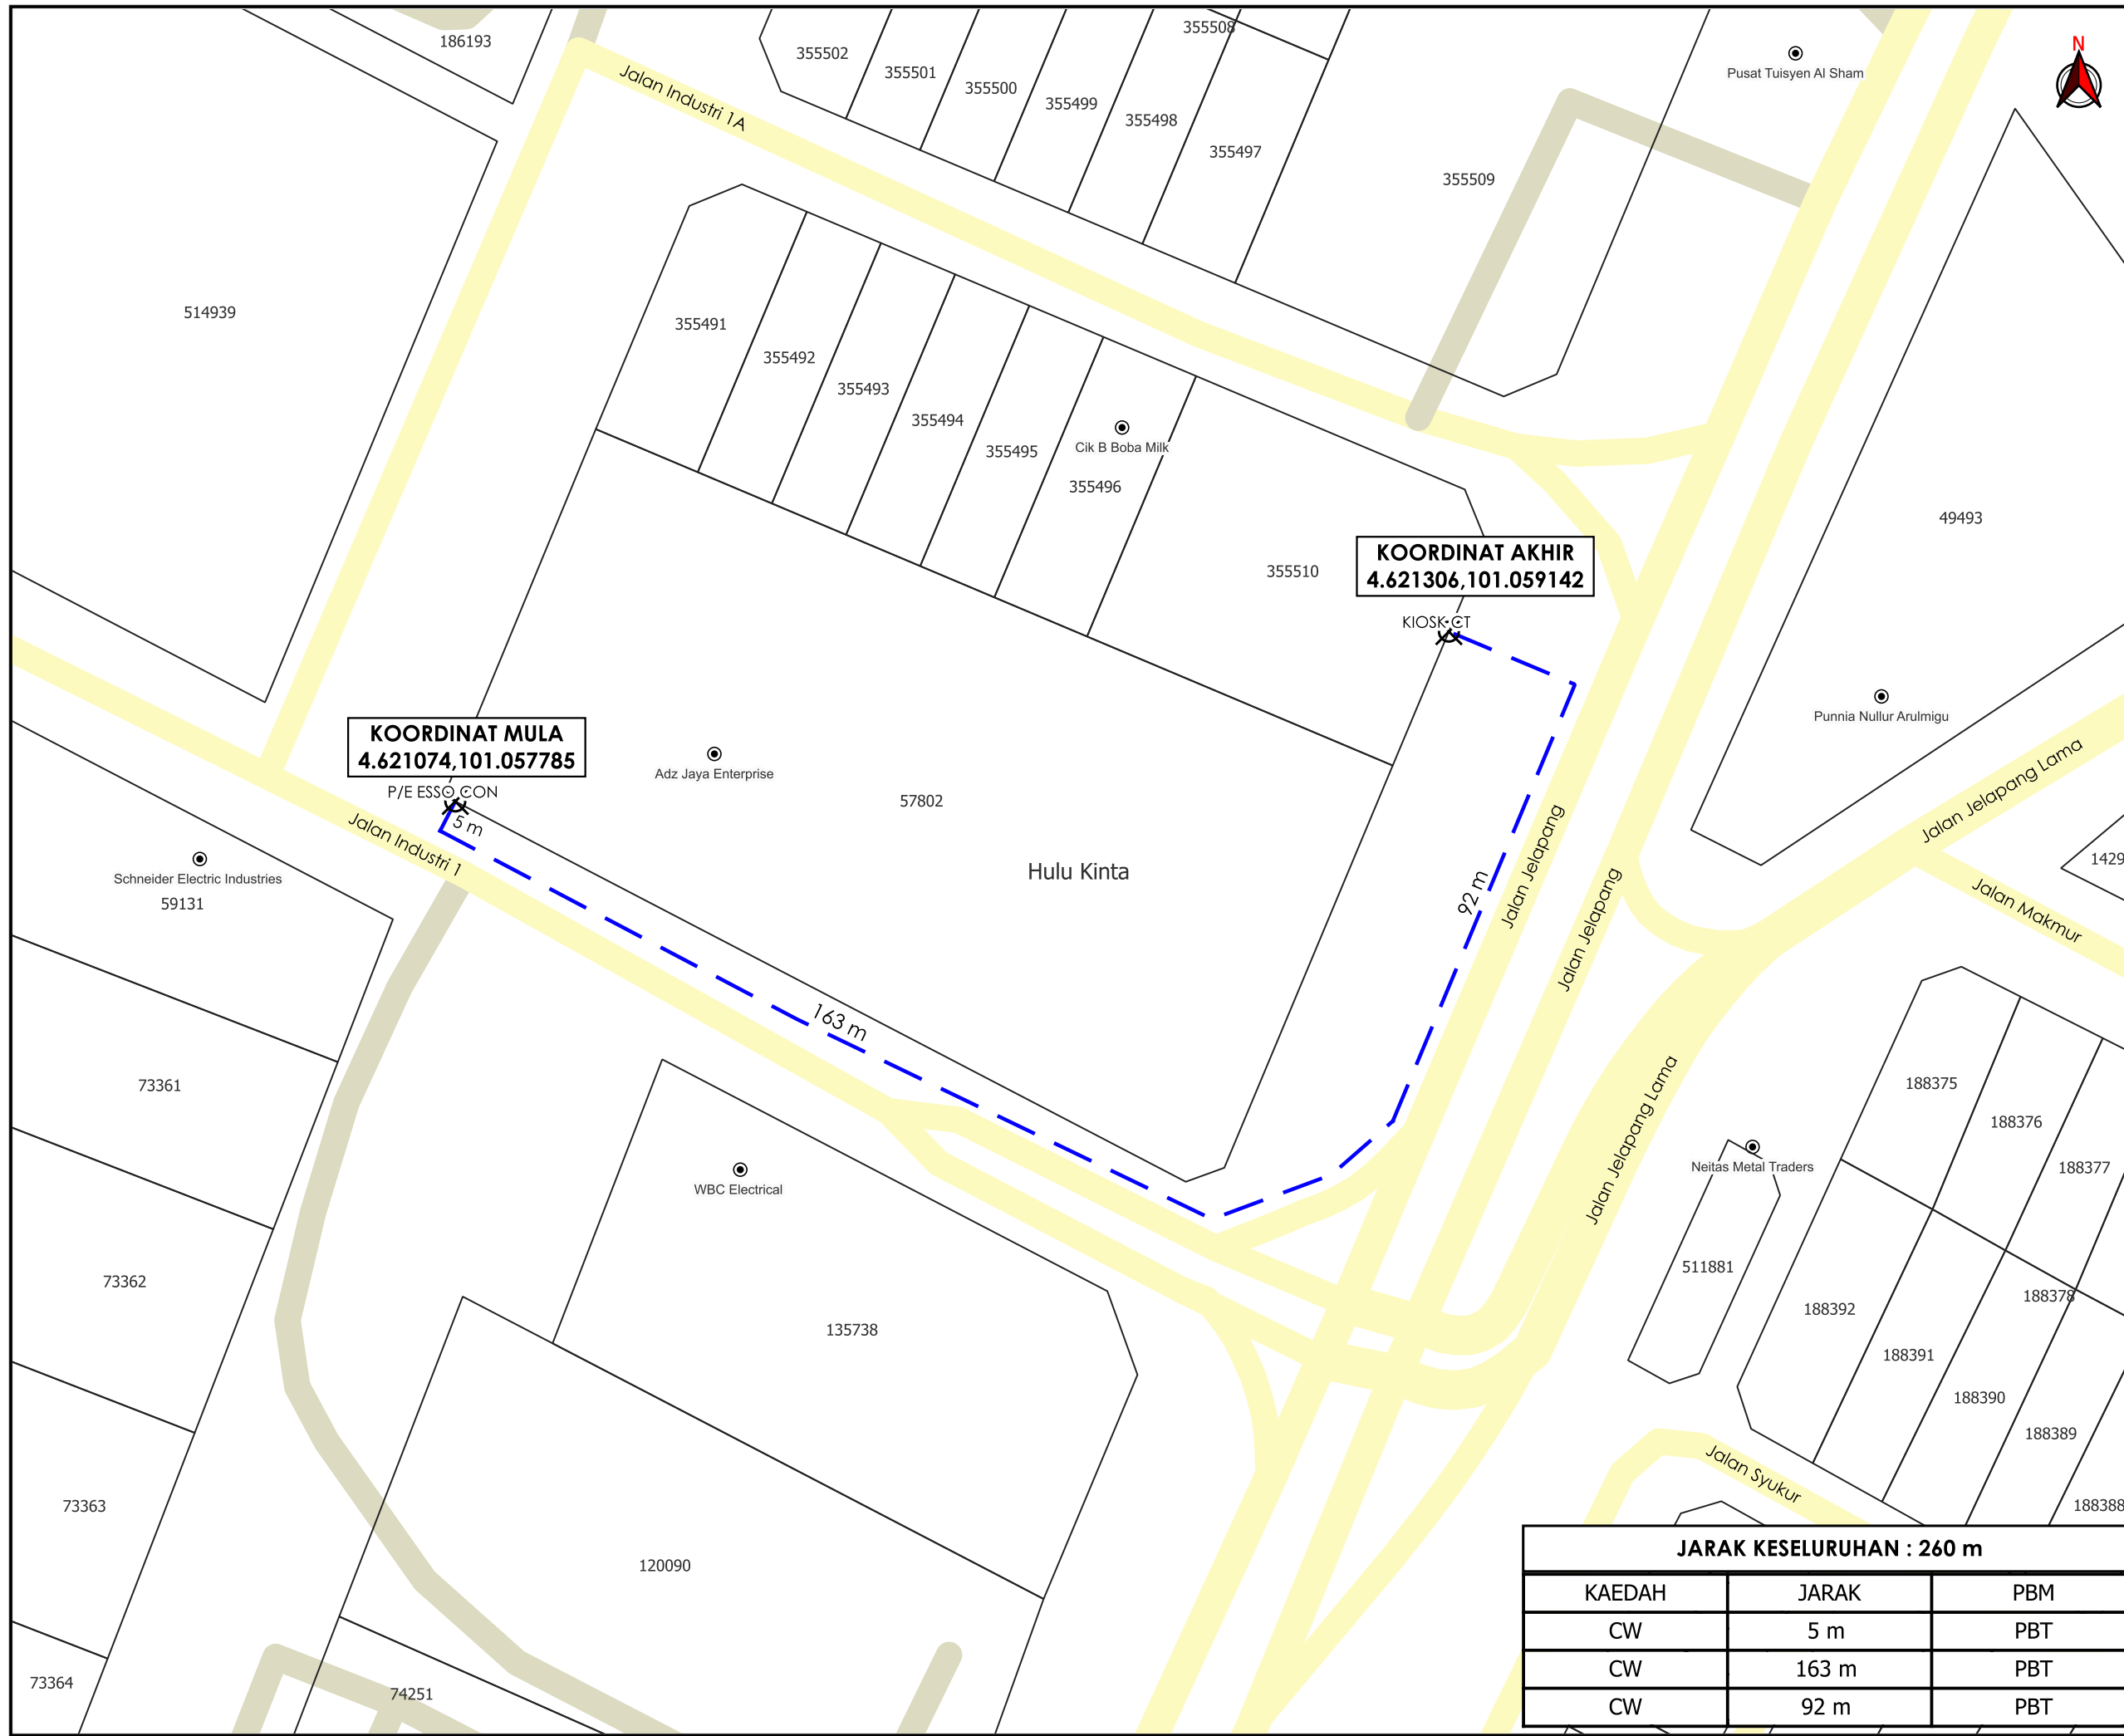 186193
355502
355501
355500
355499
355498
355497
355508
355509
Pusat Tuisyen Al Sham
N
Jalan Industri 1A
514939
355491
355492
355493
355494
355495
Cik B Boba Milk
355496
355510
49493
KOORDINAT AKHIR
4.621306,101.059142
KIOSK CT
Punnia Nullur Arulmigu
KOORDINAT MULA
4.621074,101.057785
P/E ESSO CON
5 m
Adz Jaya Enterprise
57802
Hulu Kinta
Jalan Industri 1
Schneider Electric Industries
59131
163 m
92 m
Jalan Jelapang
Jalan Jelapang
Jalan Jelapang Lama
Jalan Makmur
1429
73361
73362
73363
73364
WBC Electrical
135738
120090
74251
Jalan Jelapang Lama
Neitas Metal Traders
511881
188375
188376
188377
188378
188392
188391
188390
188389
188388
Jalan Syukur
JARAK KESELURUHAN : 260 m
KAEDAH JARAK PBM
CW 5 m PBT
CW 163 m PBT
CW 92 m PBT